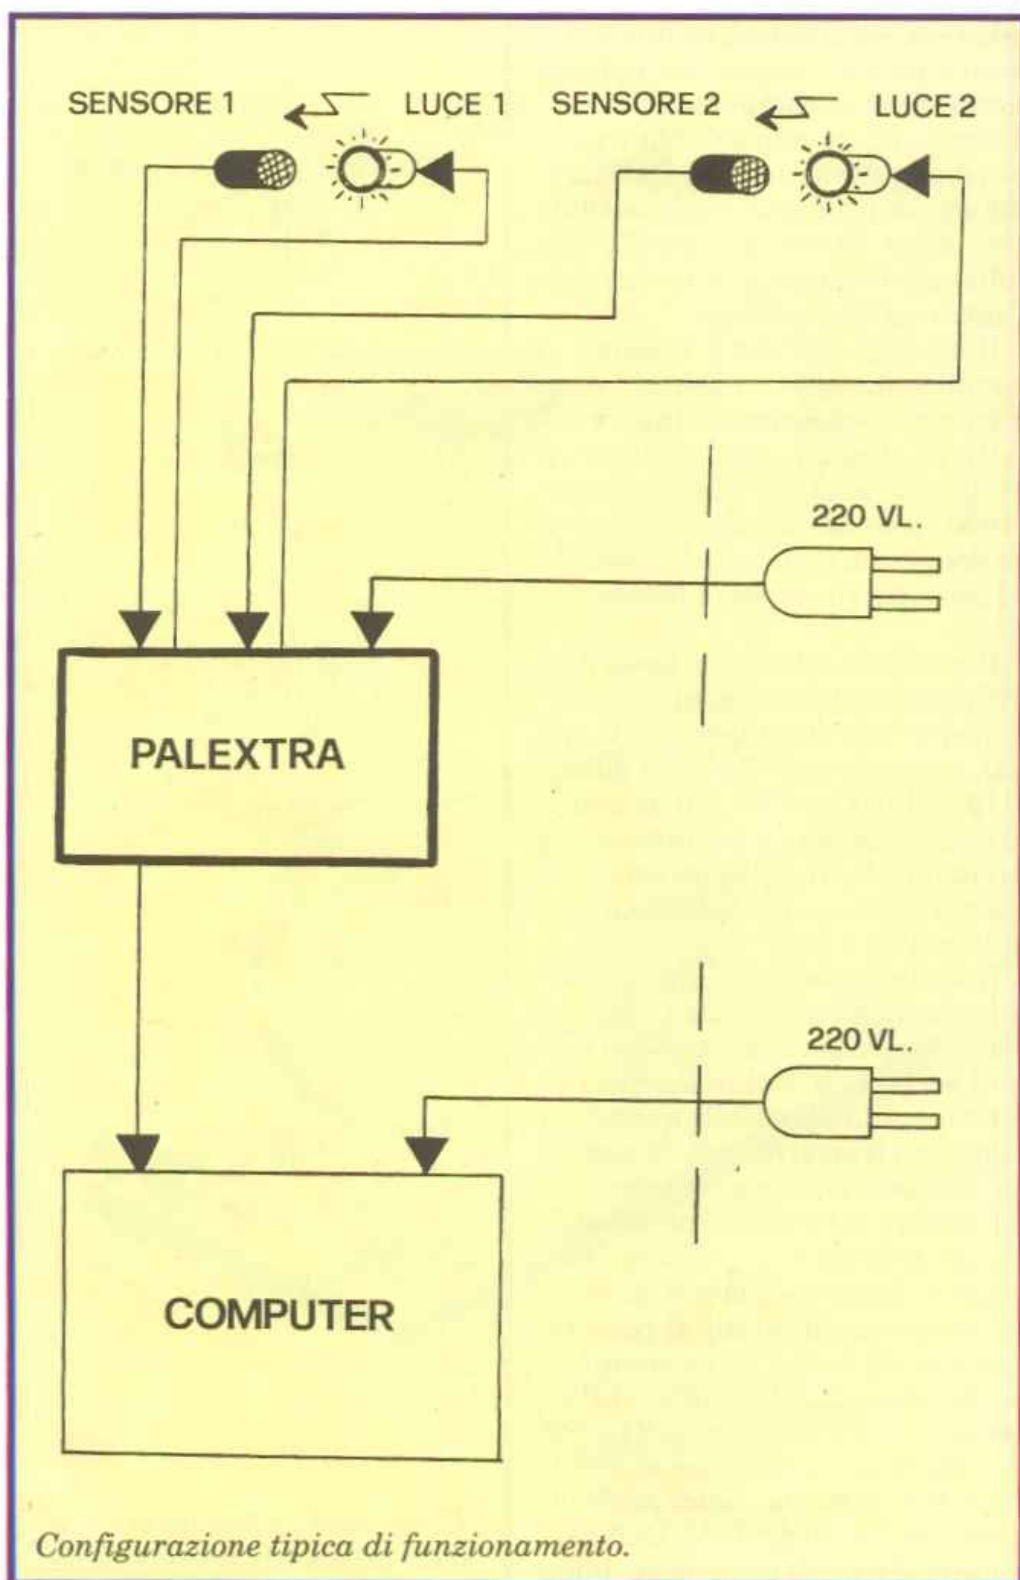 SENSORE 1 LUCE 1 SENSORE 2 LUCE 2
220 VL.
PALEXTRA
220 VL.
COMPUTER
Configurazione tipica di funzionamento.